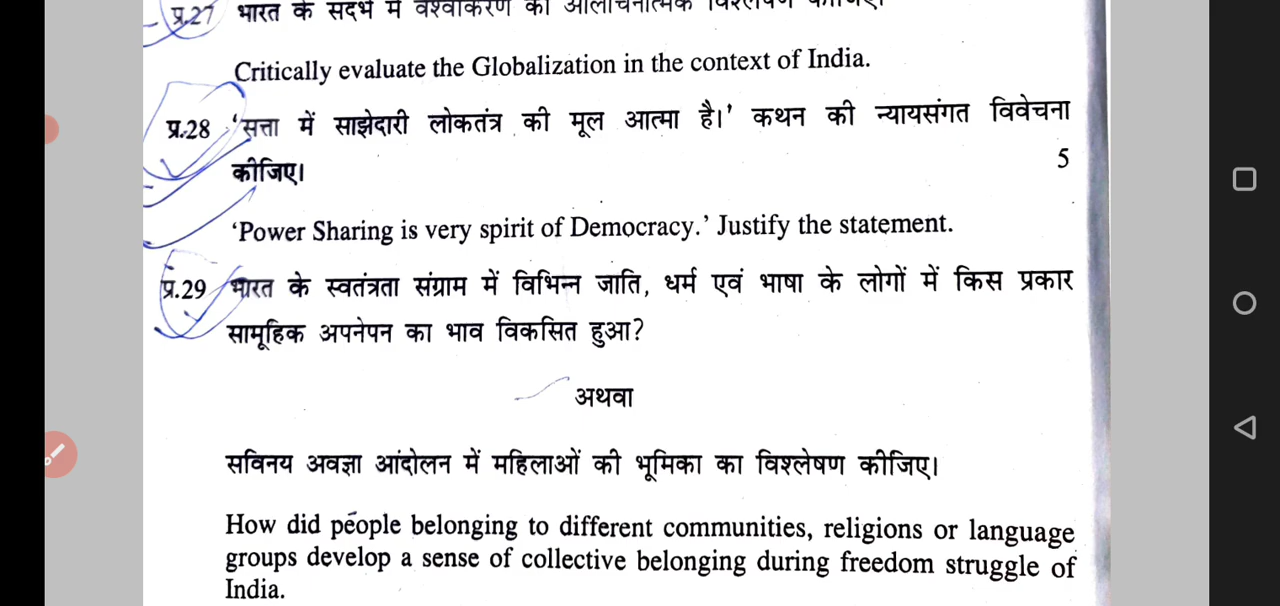 प्र.27 भारत के संदर्भ में वैश्वीकरण का आलोचनात्मक विश्लेषण कीजिए।
Critically evaluate the Globalization in the context of India.
प्र.28 'सत्ता में साझेदारी लोकतंत्र की मूल आत्मा है।' कथन की न्यायसंगत विवेचना
कीजिए। 5
'Power Sharing is very spirit of Democracy.' Justify the statement.
प्र.29 भारत के स्वतंत्रता संग्राम में विभिन्न जाति, धर्म एवं भाषा के लोगों में किस प्रकार
सामूहिक अपनेपन का भाव विकसित हुआ?
अथवा
सविनय अवज्ञा आंदोलन में महिलाओं की भूमिका का विश्लेषण कीजिए।
How did people belonging to different communities, religions or language
groups develop a sense of collective belonging during freedom struggle of
India.